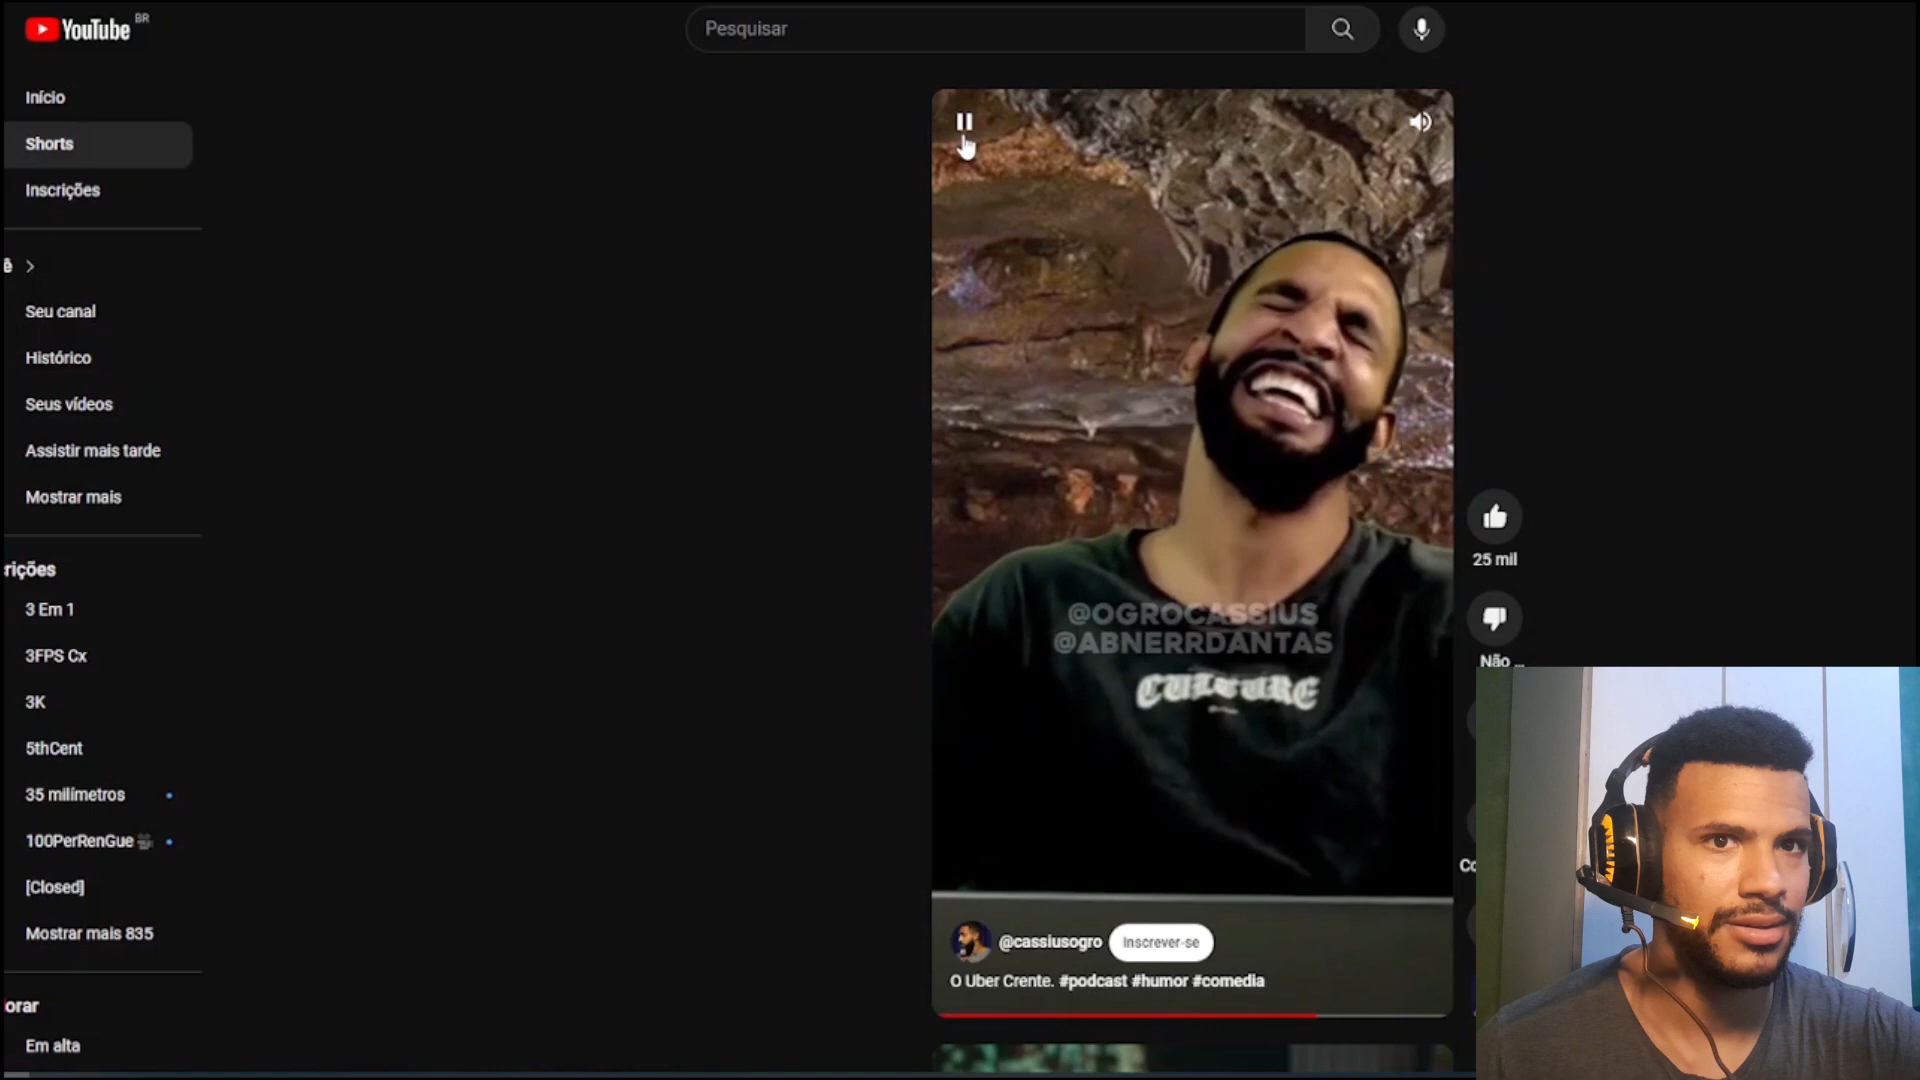 YouTube BR
Pesquisar
Início
Shorts
Inscrições
ê
Seu canal
Histórico
Seus vídeos
Assistir mais tarde
Mostrar mais
rições
3 Em 1
3FPS Cx
3K
5thCent
35 milímetros
100PerRenGue
[Closed]
Mostrar mais 835
orar
Em alta
@OGROCASSIUS
@ABNERRDANTAS
CULTURE
@cassiusogro Inscrever-se
O Uber Crente. #podcast #humor #comedia
25 mil
Não ...
Co